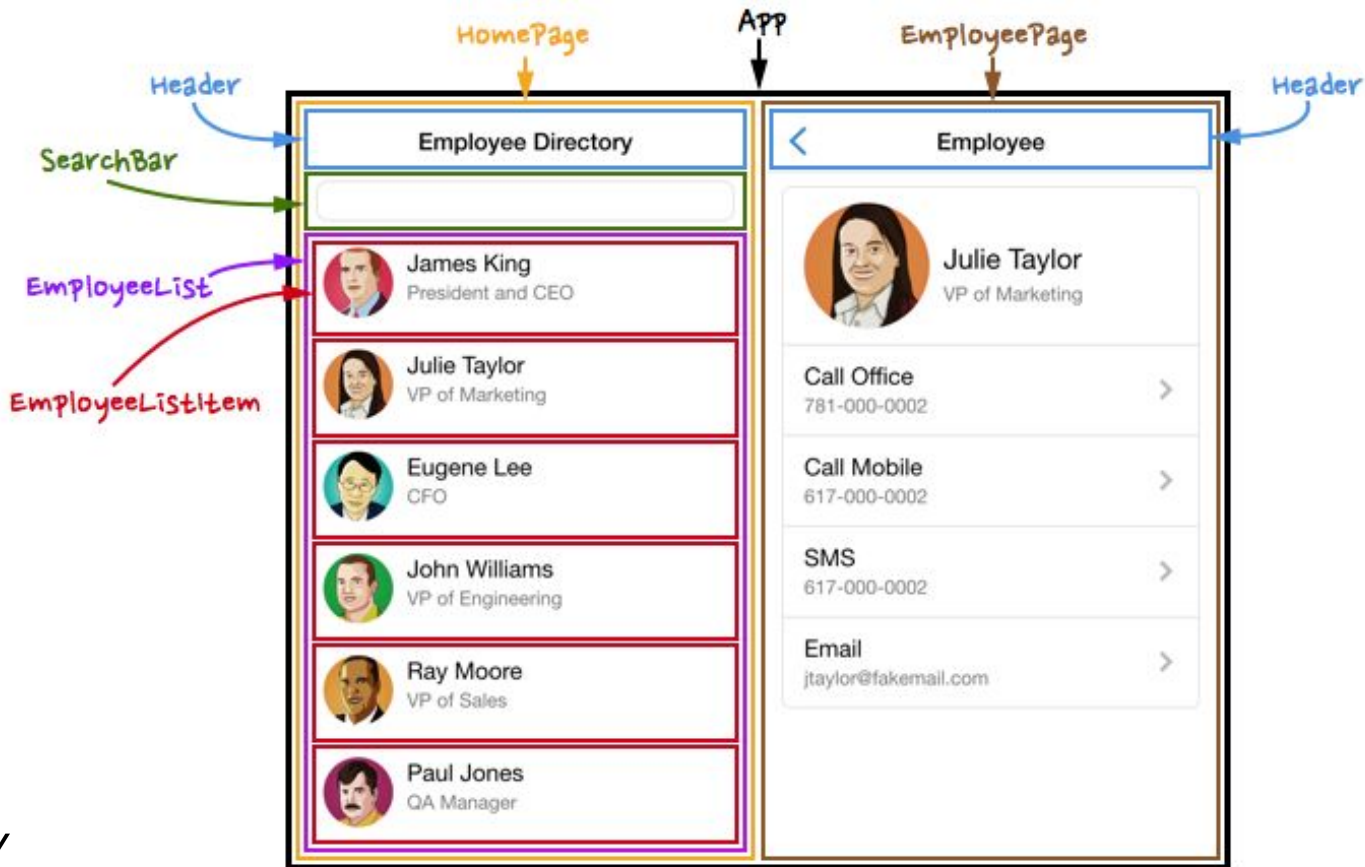 App
HomePage
EmployeePage
Header
Header
SearchBar
EmployeeList
EmployeeListItem
Employee Directory
James King
President and CEO
Julie Taylor
VP of Marketing
Eugene Lee
CFO
John Williams
VP of Engineering
Ray Moore
VP of Sales
Paul Jones
QA Manager
Employee
Julie Taylor
VP of Marketing
Call Office
781-000-0002
Call Mobile
617-000-0002
SMS
617-000-0002
Email
jtaylor@fakemail.com